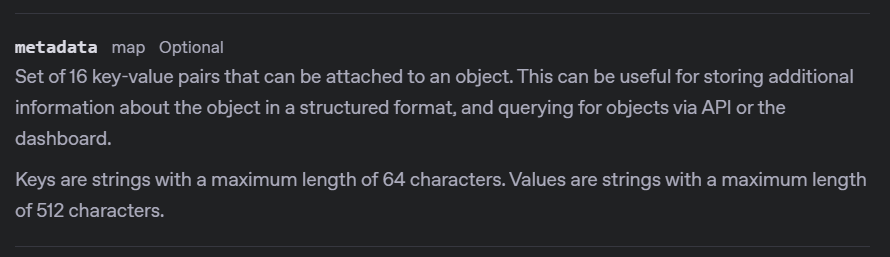 metadata map Optional
Set of 16 key-value pairs that can be attached to an object. This can be useful for storing additional
information about the object in a structured format, and querying for objects via API or the
dashboard.
Keys are strings with a maximum length of 64 characters. Values are strings with a maximum length
of 512 characters.